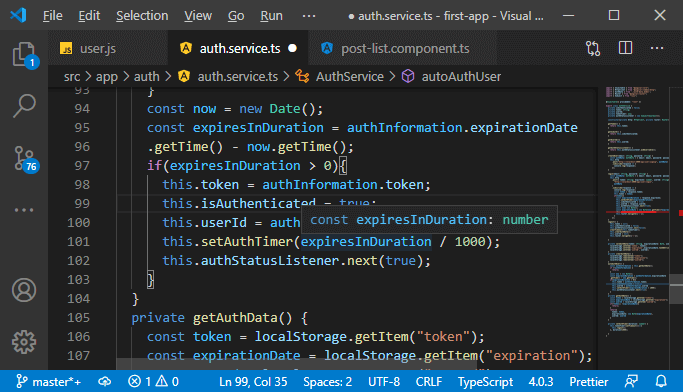 File Edit Selection View Go Run ··· ● auth.service.ts - first-app - Visual ...
JS user.js auth.service.ts ● post-list.component.ts
src > app > auth > auth.service.ts > AuthService > autoAuthUser
93 }
94 const now = new Date();
95 const expiresInDuration = authInformation.expirationDate
96 .getTime() - now.getTime();
97 if(expiresInDuration > 0){
98 this.token = authInformation.token;
99 this.isAuthenticated = true;
100 this.userId = auth
const expiresInDuration: number
101 this.setAuthTimer(expiresInDuration / 1000);
102 this.authStatusListener.next(true);
103 }
104 }
105 private getAuthData() {
106 const token = localStorage.getItem("token");
107 const expirationDate = localStorage.getItem("expiration");
1
76
master*+ 1 0 Ln 99, Col 35 Spaces: 2 UTF-8 CRLF TypeScript 4.0.3 Prettier